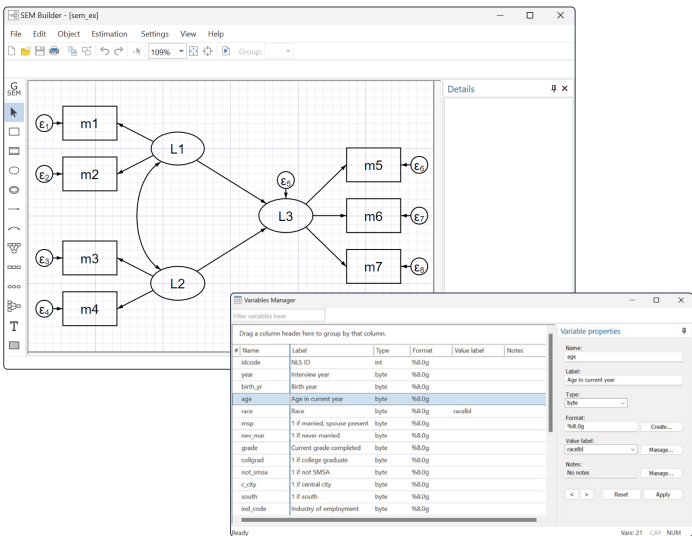 SEM Builder - [sem_ex]
File Edit Object Estimation Settings View Help
109% Group:
G
SEM
T
Details
ε1 m1
L1
ε2 m2
ε5
m5 ε6
L3
m6 ε7
ε3 m3
m7 ε8
L2
ε4 m4
Variables Manager
Filter variables here
Drag a column header here to group by that column.
# Name Label Type Format Value label Notes
idcode NLS ID int %8.0g
year Interview year byte %8.0g
birth_yr Birth year byte %8.0g
age Age in current year byte %8.0g
race Race byte %8.0g racelbl
msp 1 if married, spouse present byte %8.0g
nev_mar 1 if never married byte %8.0g
grade Current grade completed byte %8.0g
collgrad 1 if college graduate byte %8.0g
not_smsa 1 if not SMSA byte %8.0g
c_city 1 if central city byte %8.0g
south 1 if south byte %8.0g
ind_code Industry of employment byte %8.0g
Variable properties
Name:
age
Label:
Age in current year
Type:
byte
Format:
%8.0g Create...
Value label:
racelbl Manage...
Notes:
No notes Manage...
< > Reset Apply
Ready Vars: 21 CAP NUM